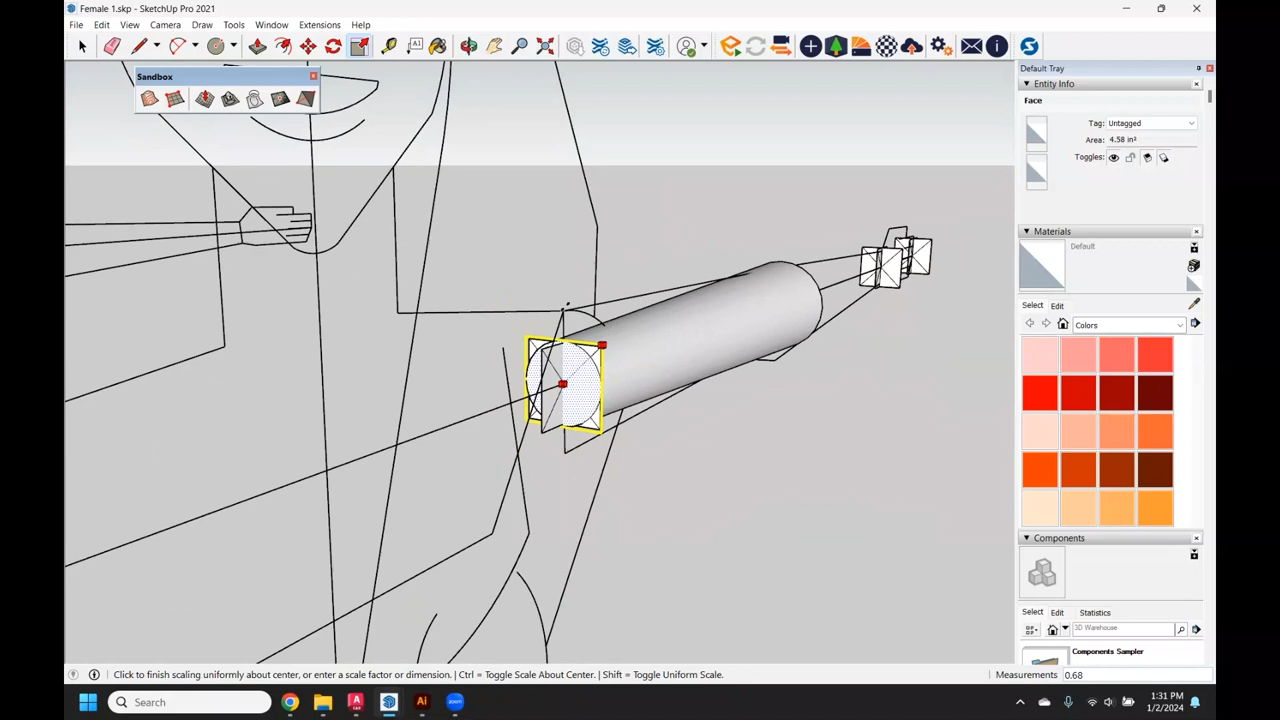 Female 1.skp - SketchUp Pro 2021
File Edit View Camera Draw Tools Window Extensions Help
A1
Sandbox
Default Tray
Entity Info
Face
Tag: Untagged
Area: 4.58 in²
Toggles:
Materials
Default
Select Edit
Colors
Components
Select Edit Statistics
3D Warehouse
Components Sampler
Click to finish scaling uniformly about center, or enter a scale factor or dimension. | Ctrl = Toggle Scale About Center. | Shift = Toggle Uniform Scale.
Measurements 0.68
Search
Ai
zoom
1:31 PM
1/2/2024